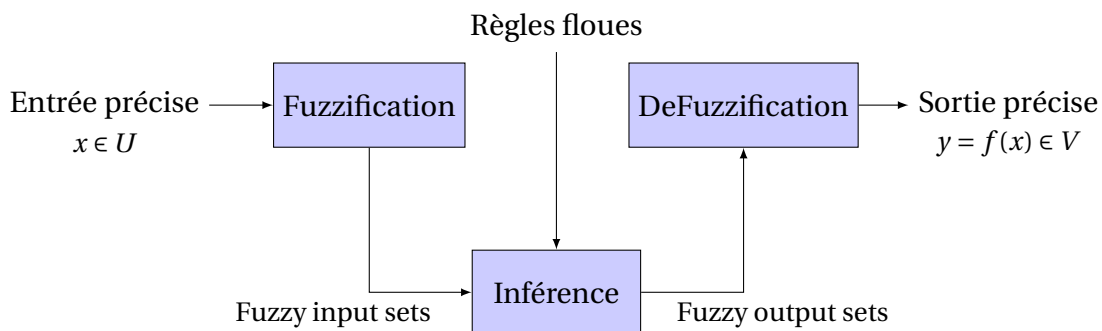 Règles floues
Entrée précise
x ∈ U
Fuzzification
DeFuzzification
Sortie précise
y = f(x) ∈ V
Inférence
Fuzzy input sets
Fuzzy output sets